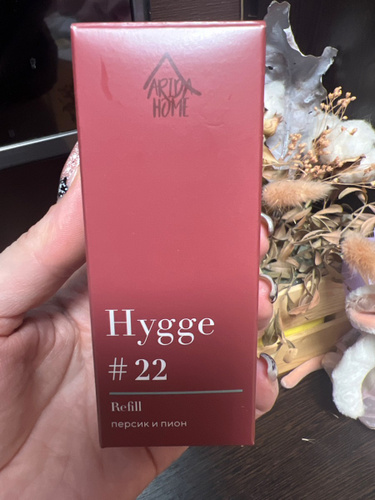 ARIDA
HOME
Hygge
# 22
Refill
персик и пион